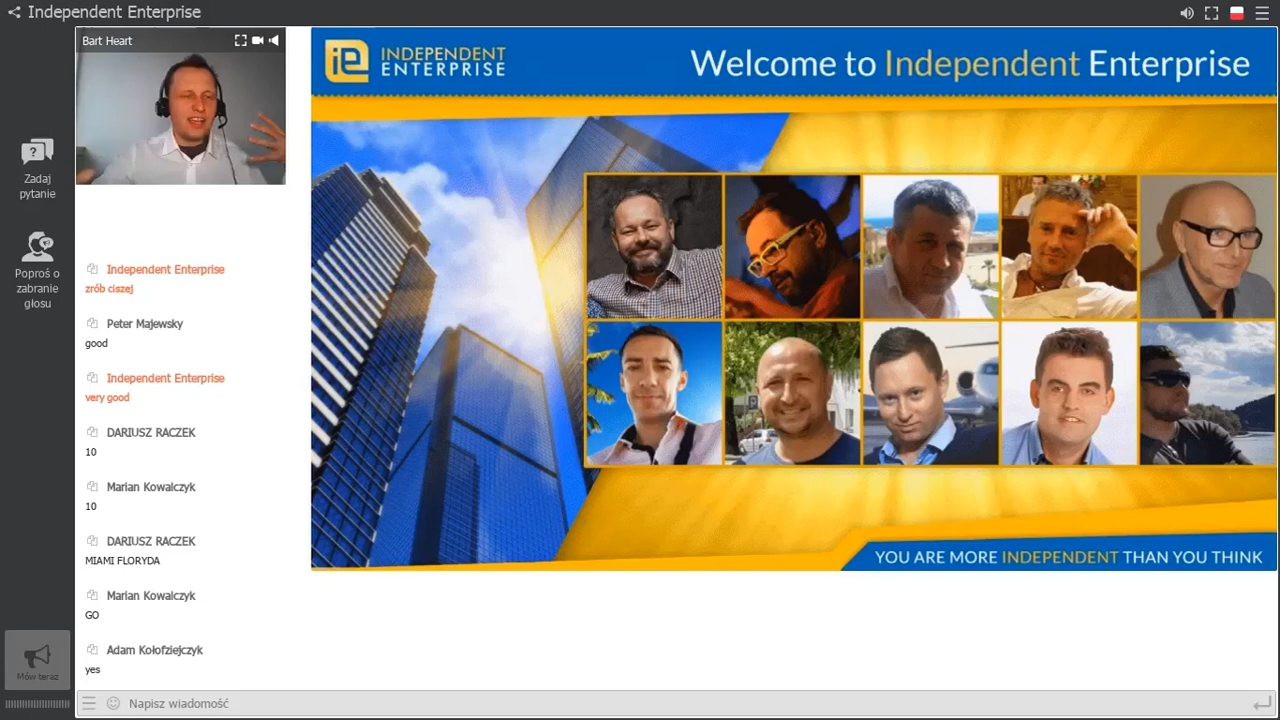 Independent Enterprise
Bart Heart
Zadaj
pytanie
Poproś o
zabranie
głosu
Independent Enterprise
zrób ciszej
Peter Majewsky
good
Independent Enterprise
very good
DARIUSZ RACZEK
10
Marian Kowalczyk
10
DARIUSZ RACZEK
MIAMI FLORYDA
Marian Kowalczyk
GO
Adam Kołofziejczyk
yes
Mów teraz
Napisz wiadomość
ie INDEPENDENT
ENTERPRISE
Welcome to Independent Enterprise
YOU ARE MORE INDEPENDENT THAN YOU THINK